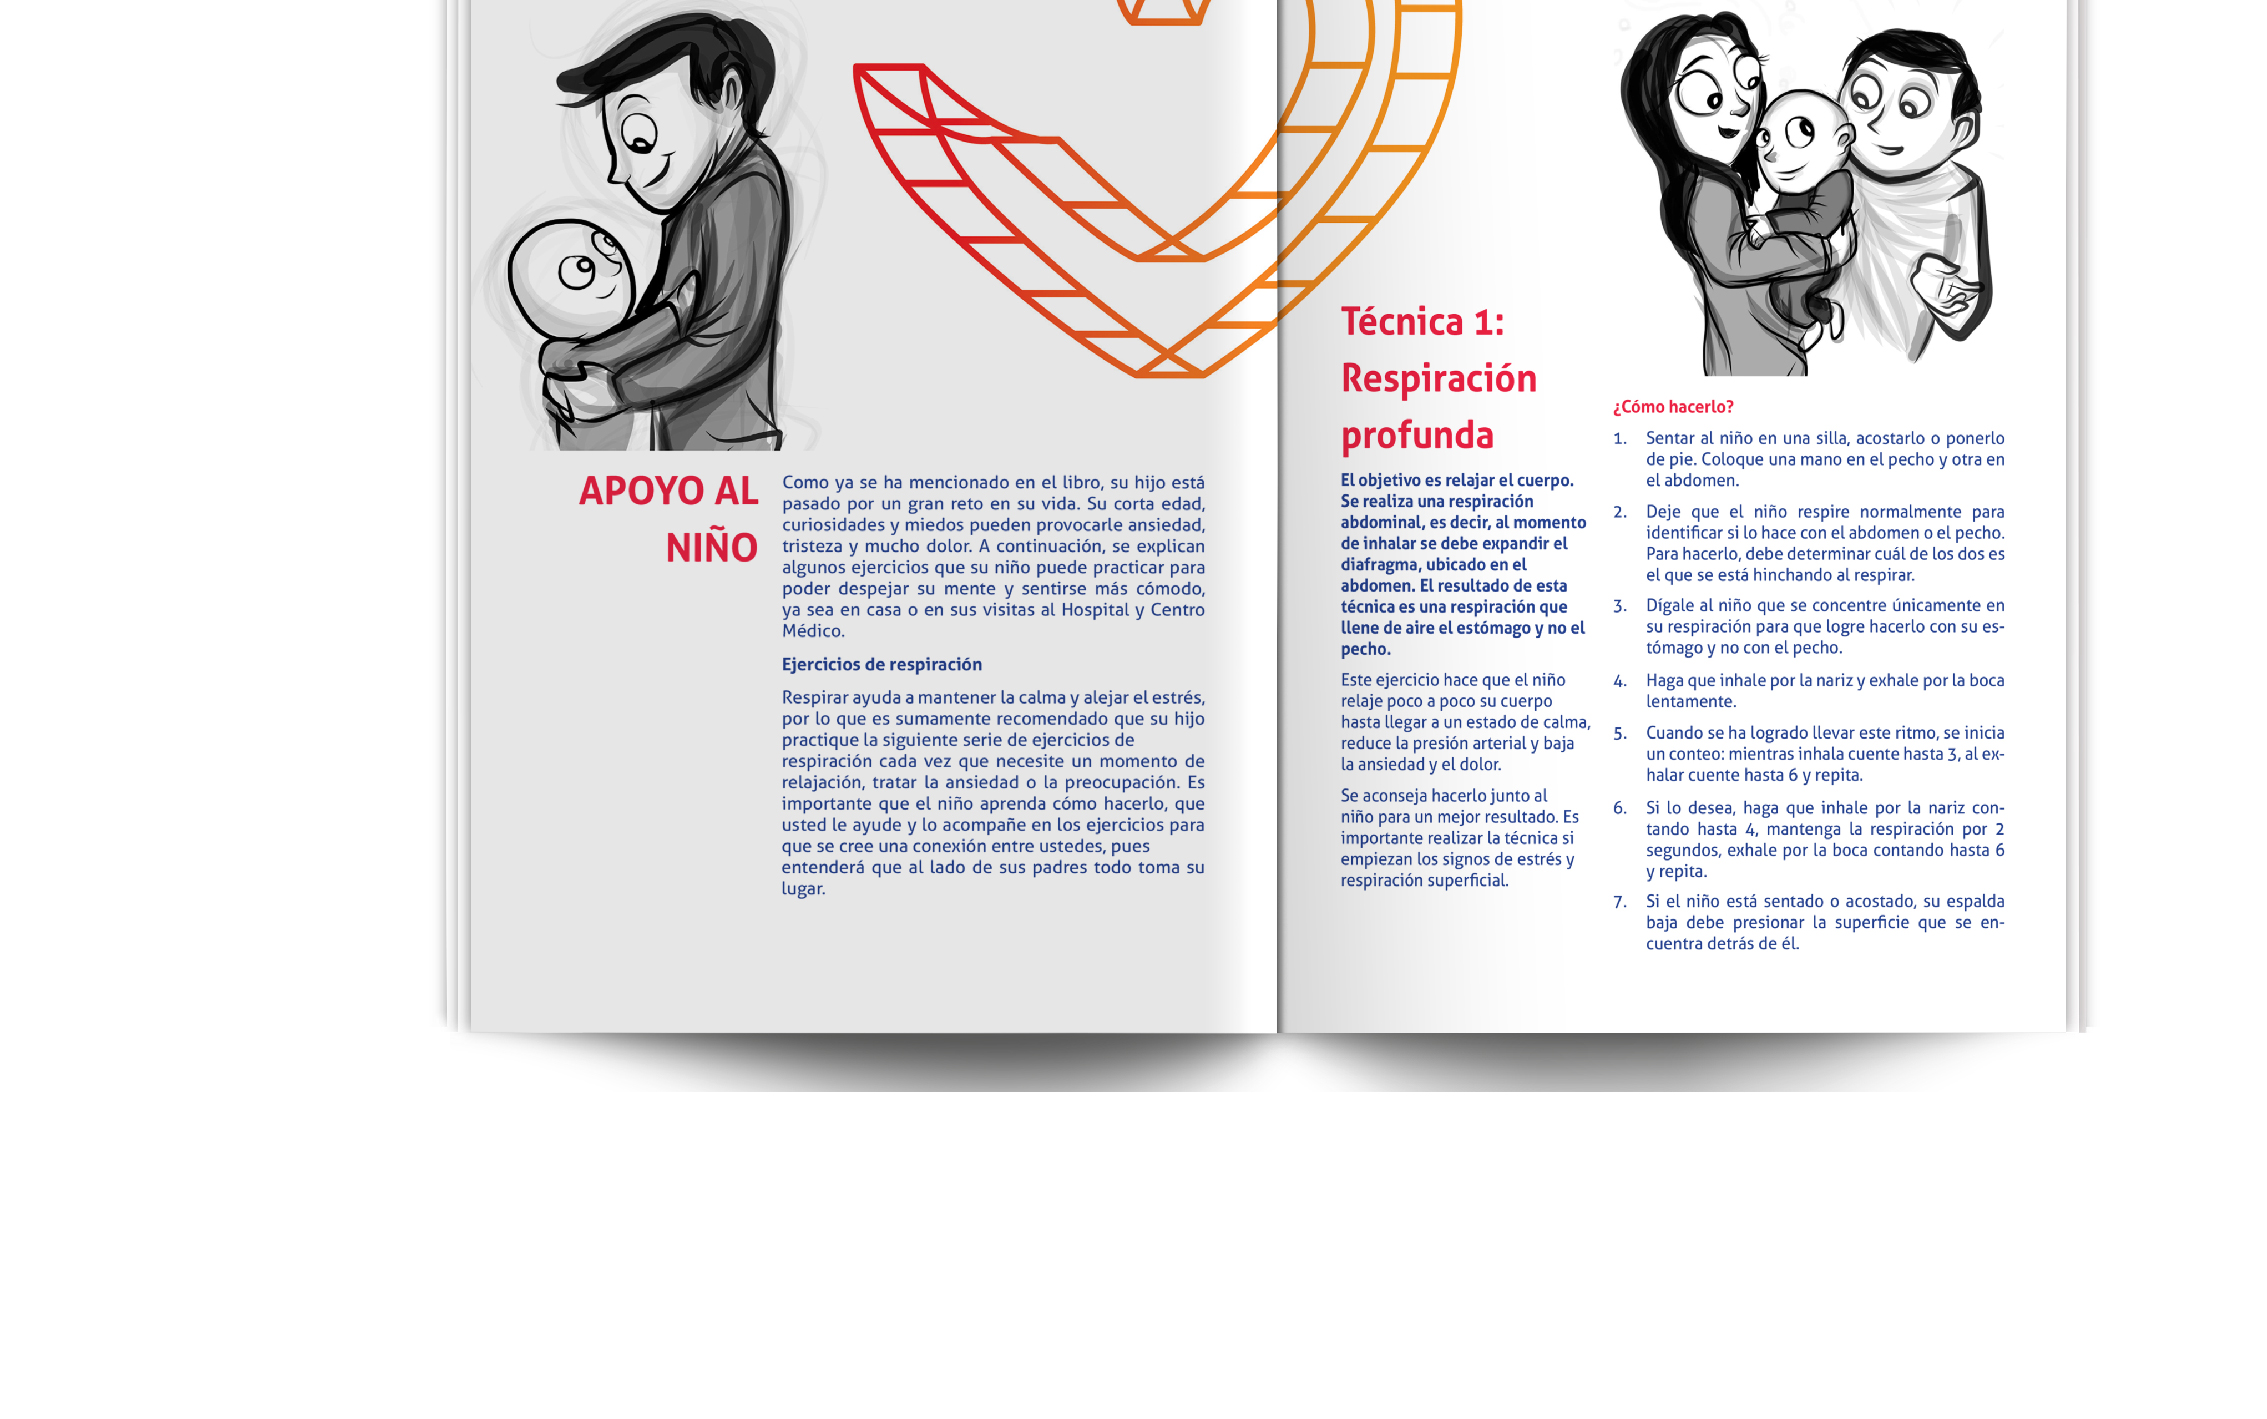 APOYO AL
NIÑO
Como ya se ha mencionado en el libro, su hijo está
pasado por un gran reto en su vida. Su corta edad,
curiosidades y miedos pueden provocarle ansiedad,
tristeza y mucho dolor. A continuación, se explican
algunos ejercicios que su niño puede practicar para
poder despejar su mente y sentirse más cómodo,
ya sea en casa o en sus visitas al Hospital y Centro
Médico.
Ejercicios de respiración
Respirar ayuda a mantener la calma y alejar el estrés,
por lo que es sumamente recomendado que su hijo
practique la siguiente serie de ejercicios de
respiración cada vez que necesite un momento de
relajación, tratar la ansiedad o la preocupación. Es
importante que el niño aprenda cómo hacerlo, que
usted le ayude y lo acompañe en los ejercicios para
que se cree una conexión entre ustedes, pues
entenderá que al lado de sus padres todo toma su
lugar.
Técnica 1:
Respiración
profunda
El objetivo es relajar el cuerpo.
Se realiza una respiración
abdominal, es decir, al momento
de inhalar se debe expandir el
diafragma, ubicado en el
abdomen. El resultado de esta
técnica es una respiración que
llene de aire el estómago y no el
pecho.
Este ejercicio hace que el niño
relaje poco a poco su cuerpo
hasta llegar a un estado de calma,
reduce la presión arterial y baja
la ansiedad y el dolor.
Se aconseja hacerlo junto al
niño para un mejor resultado. Es
importante realizar la técnica si
empiezan los signos de estrés y
respiración superficial.
¿Cómo hacerlo?
1. Sentar al niño en una silla, acostarlo o ponerlo
de pie. Coloque una mano en el pecho y otra en
el abdomen.
2. Deje que el niño respire normalmente para
identificar si lo hace con el abdomen o el pecho.
Para hacerlo, debe determinar cuál de los dos es
el que se está hinchando al respirar.
3. Dígale al niño que se concentre únicamente en
su respiración para que logre hacerlo con su es-
tómago y no con el pecho.
4. Haga que inhale por la nariz y exhale por la boca
lentamente.
5. Cuando se ha logrado llevar este ritmo, se inicia
un conteo: mientras inhala cuente hasta 3, al ex-
halar cuente hasta 6 y repita.
6. Si lo desea, haga que inhale por la nariz con-
tando hasta 4, mantenga la respiración por 2
segundos, exhale por la boca contando hasta 6
y repita.
7. Si el niño está sentado o acostado, su espalda
baja debe presionar la superficie que se en-
cuentra detrás de él.